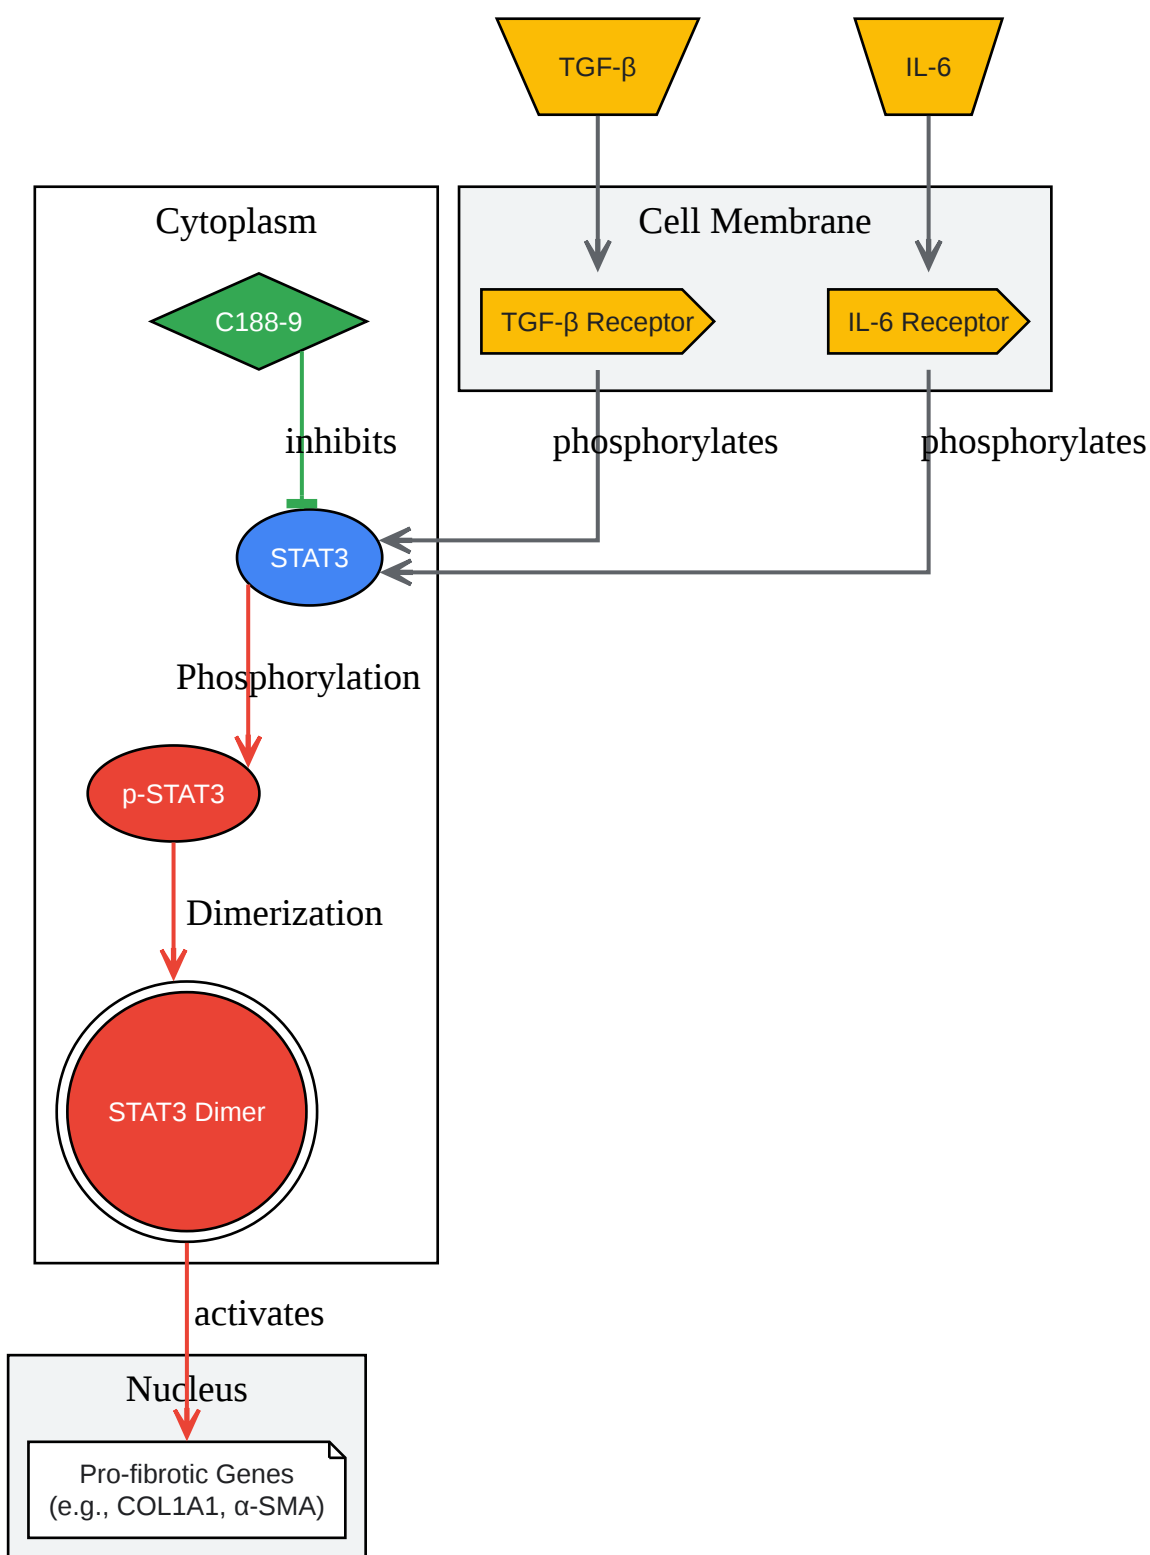 TGF-β
IL-6
Cytoplasm
Cell Membrane
C188-9
TGF-β Receptor
IL-6 Receptor
inhibits
phosphorylates
phosphorylates
STAT3
Phosphorylation
p-STAT3
Dimerization
STAT3 Dimer
activates
Nucleus
Pro-fibrotic Genes
(e.g., COL1A1, α-SMA)